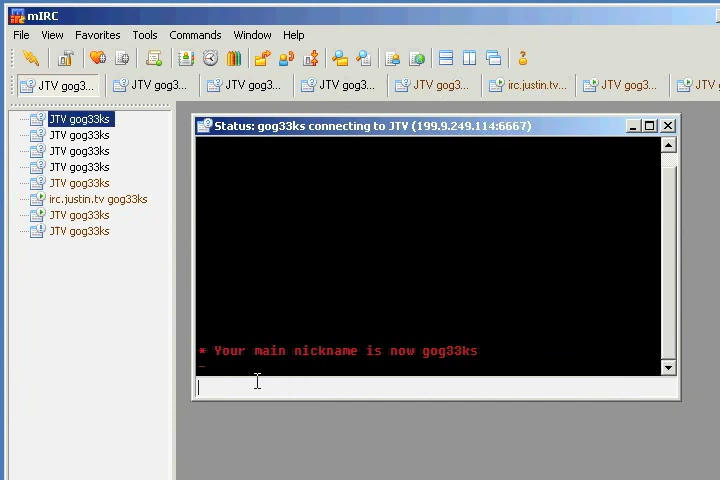 mIRC
File View Favorites Tools Commands Window Help
JTV gog3... JTV gog3... JTV gog3... JTV gog3... JTV gog3... irc.justin.tv... JTV gog3... JTV
JTV gog33ks
JTV gog33ks
JTV gog33ks
JTV gog33ks
JTV gog33ks
irc.justin.tv gog33ks
JTV gog33ks
JTV gog33ks
Status: gog33ks connecting to JTV (199.9.249.114:6667)
* Your main nickname is now gog33ks
-